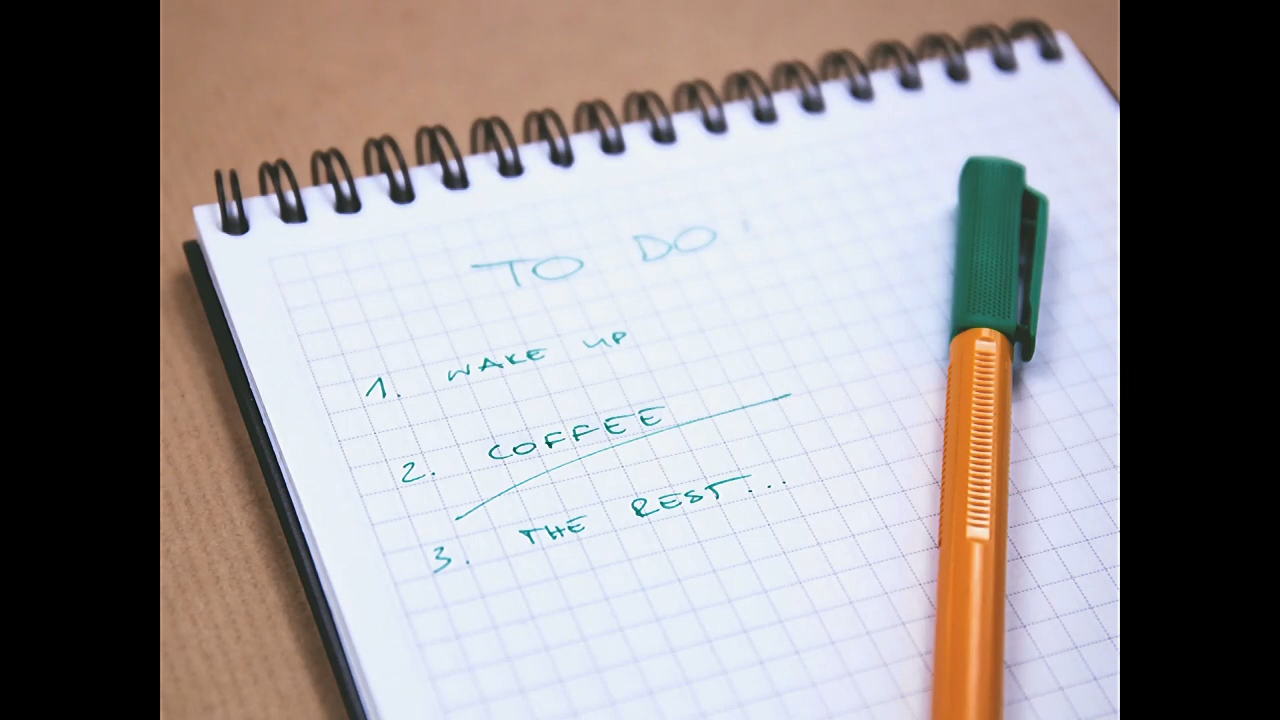 TO DO:
1. WAKE UP
2. COFFEE
3. THE REST...